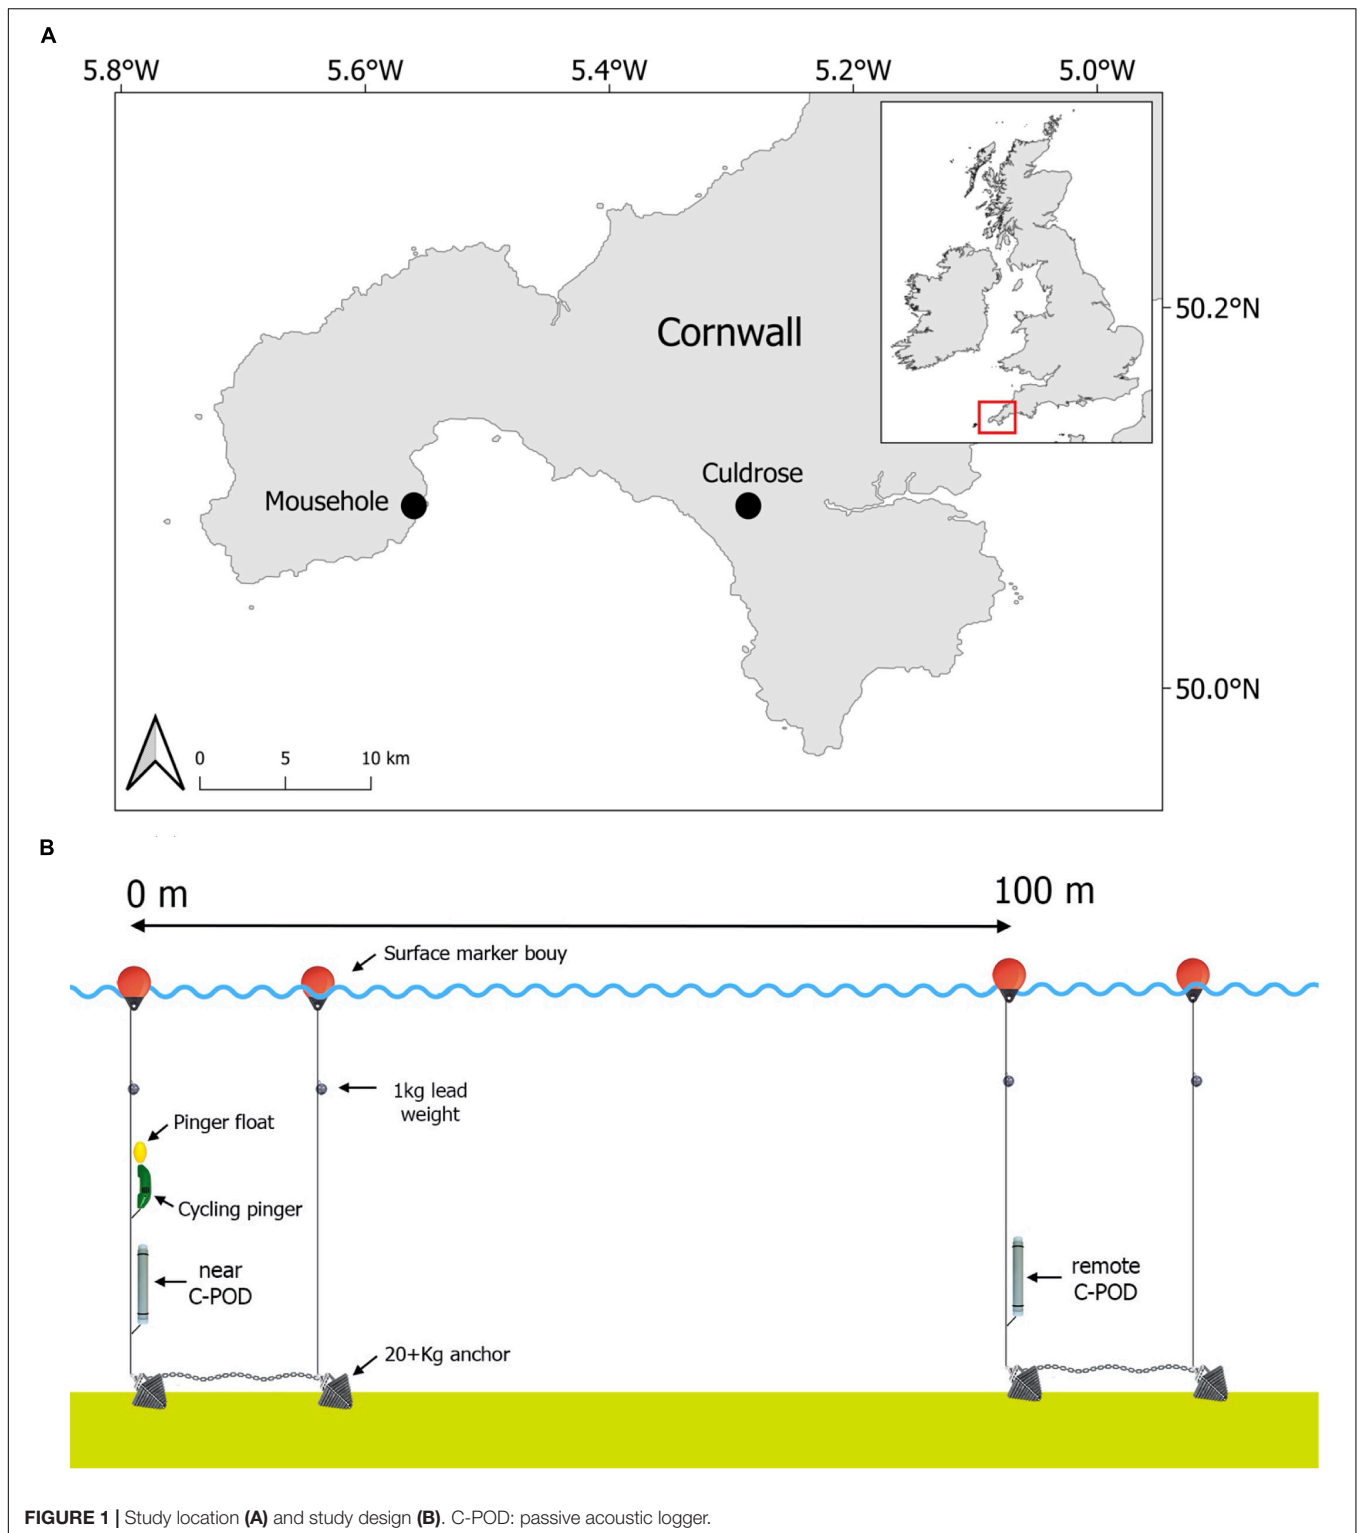 A
5.8°W 5.6°W 5.4°W 5.2°W 5.0°W
50.2°N
Cornwall
Culdrose
Mousehole
50.0°N
0 5 10 km
B
0 m 100 m
Surface marker bouy
1kg lead
weight
Pinger float
Cycling pinger
near
C-POD
remote
C-POD
20+Kg anchor
FIGURE 1 | Study location (A) and study design (B). C-POD: passive acoustic logger.